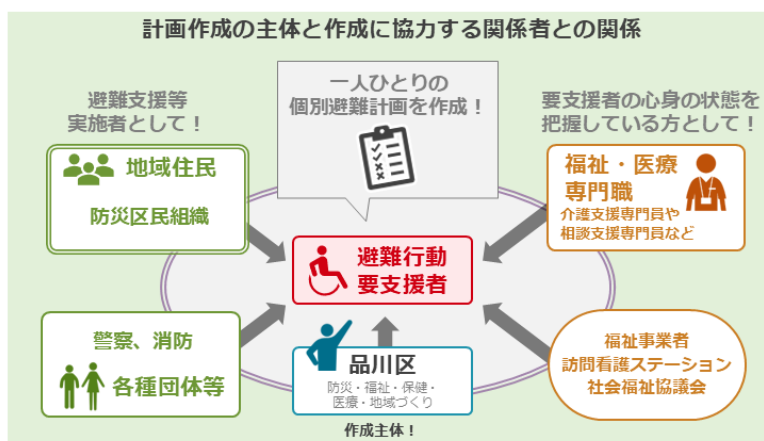 計画作成の主体と作成に協力する関係者との関係
一人ひとりの
個別避難計画を作成！
避難支援等
実施者として！
要支援者の心身の状態を
把握している方として！
地域住民
防災区民組織
福祉・医療
専門職
介護支援専門員や
相談支援専門員など
避難行動
要支援者
警察、消防
各種団体等
品川区
防災・福祉・保健・
医療・地域づくり
作成主体！
福祉事業者
訪問看護ステーション
社会福祉協議会